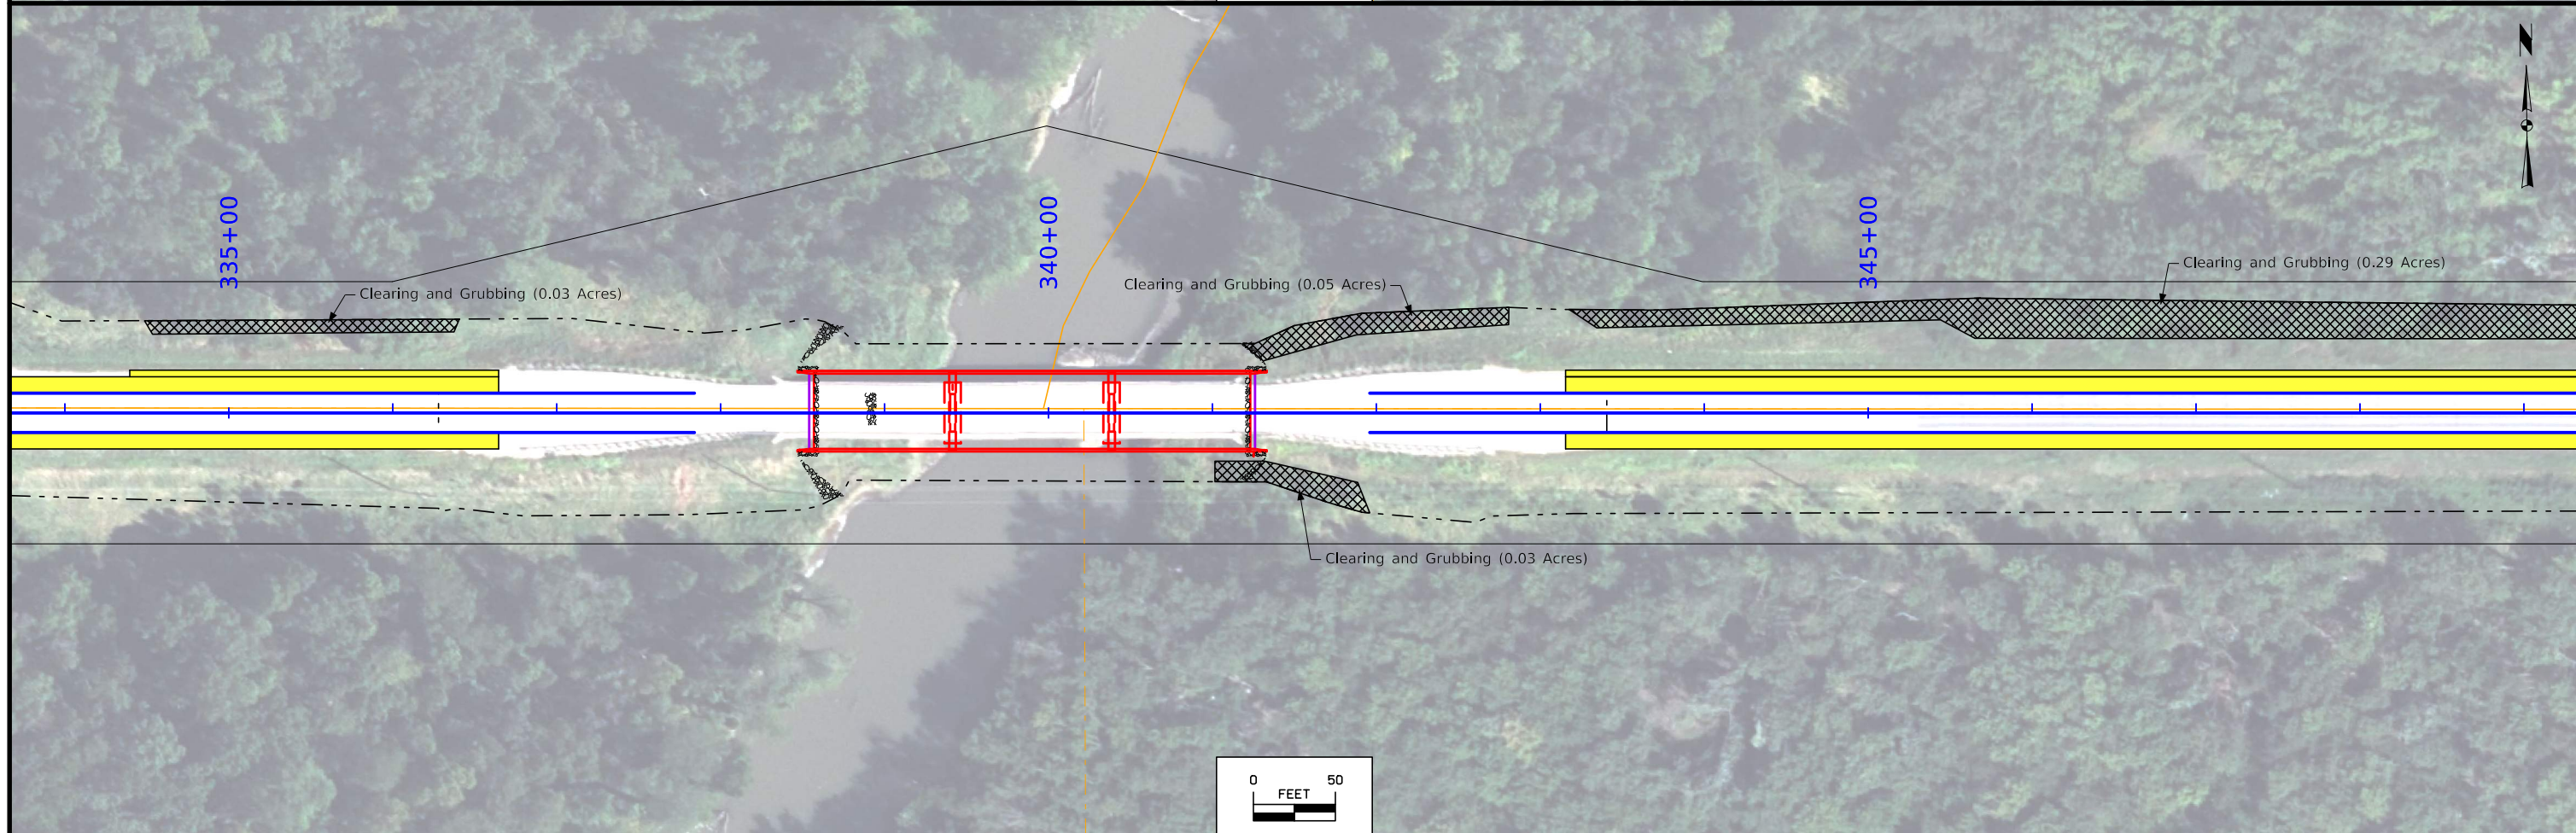 N
335+00
340+00
345+00
Clearing and Grubbing (0.29 Acres)
Clearing and Grubbing (0.05 Acres)
Clearing and Grubbing (0.03 Acres)
Clearing and Grubbing (0.03 Acres)
0 50
FEET